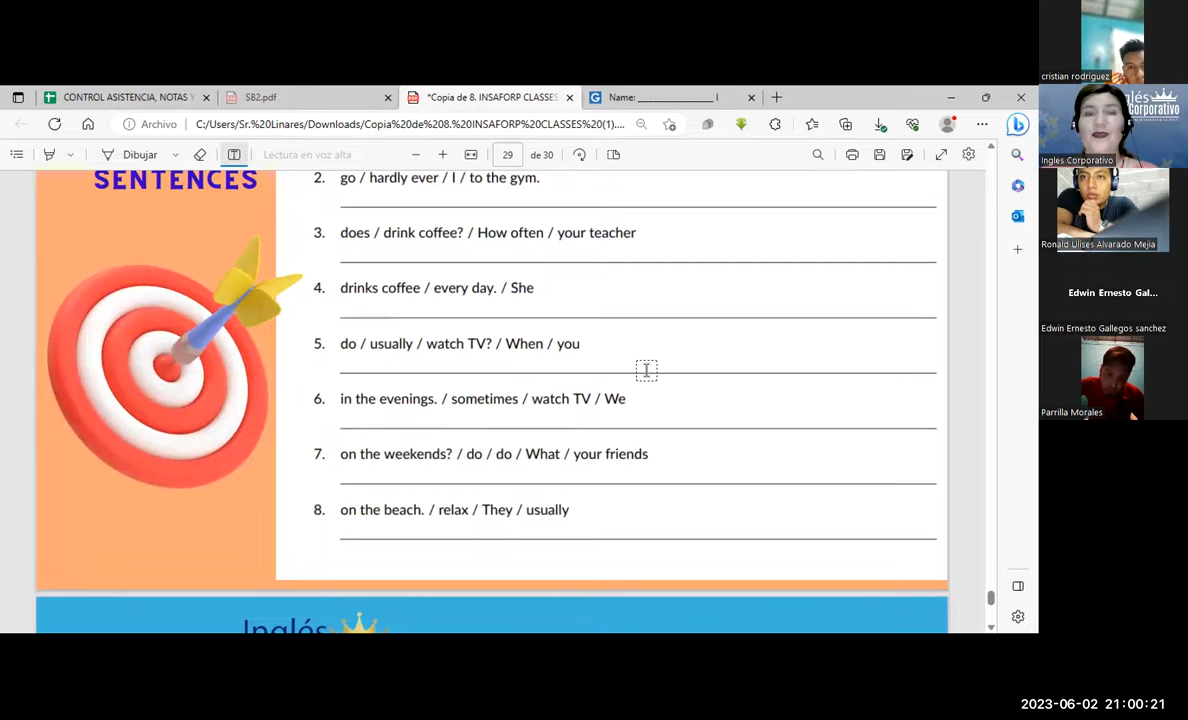 CONTROL ASISTENCIA, NOTAS Y
SB2.pdf
*Copia de 8. INSAFORP CLASSES
Name: ___________________ I
Archivo
C:/Users/Sr.%20Linares/Downloads/Copia%20de%208.%20INSAFORP%20CLASSES%20(1)....
Dibujar
Lectura en voz alta
29
de 30
SENTENCES
2. go / hardly ever / I / to the gym.
3. does / drink coffee? / How often / your teacher
4. drinks coffee / every day. / She
5. do / usually / watch TV? / When / you
6. in the evenings. / sometimes / watch TV / We
7. on the weekends? / do / do / What / your friends
8. on the beach. / relax / They / usually
Inglés
cristian rodriguez
Inglés
Corporativo
Ingles Corporativo
Ronald Ulises Alvarado Mejia
Edwin Ernesto Gal...
Edwin Ernesto Gallegos sanchez
Parrilla Morales
2023-06-02 21:00:21